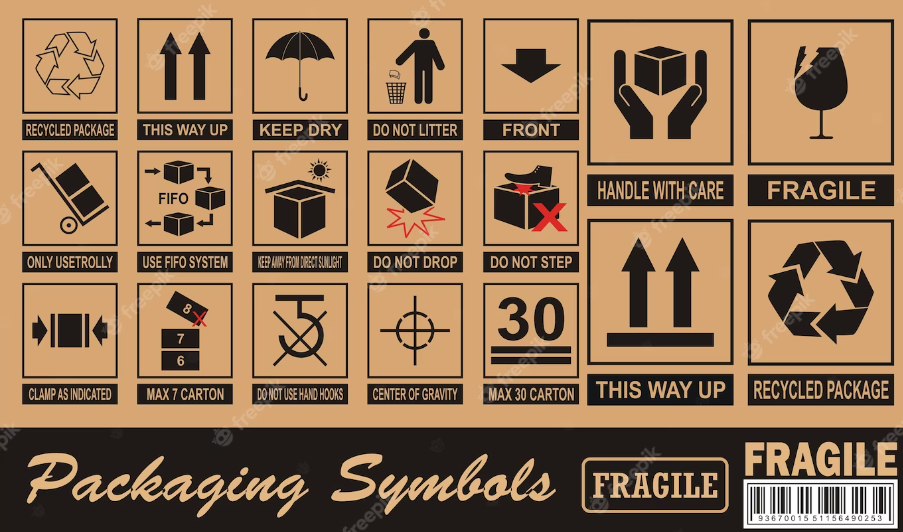 RECYCLED PACKAGE
THIS WAY UP
KEEP DRY
DO NOT LITTER
FRONT
HANDLE WITH CARE
FRAGILE
FIFO
ONLY USETROLLY
USE FIFO SYSTEM
KEEP AWAY FROM DIRECT SUNLIGHT
DO NOT DROP
X
DO NOT STEP
8
X
7
6
30
CLAMP AS INDICATED
MAX 7 CARTON
DO NOT USE HAND HOOKS
CENTER OF GRAVITY
MAX 30 CARTON
THIS WAY UP
RECYCLED PACKAGE
Packaging Symbols
FRAGILE
FRAGILE
93670015 51156490253
freepik